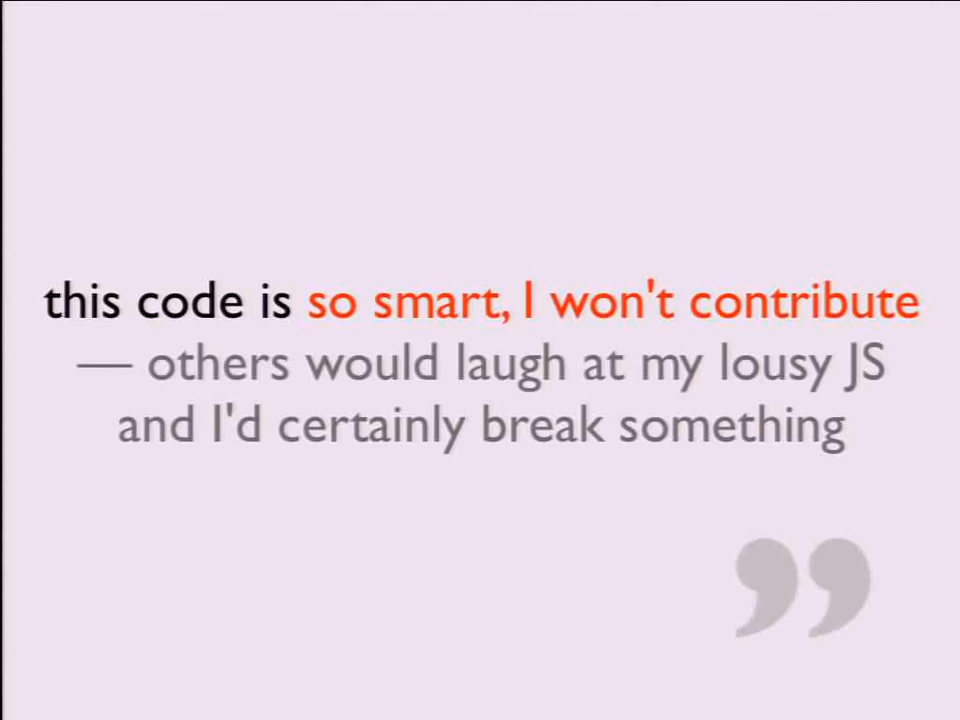 this code is so smart, I won't contribute
— others would laugh at my lousy JS
and I'd certainly break something
”